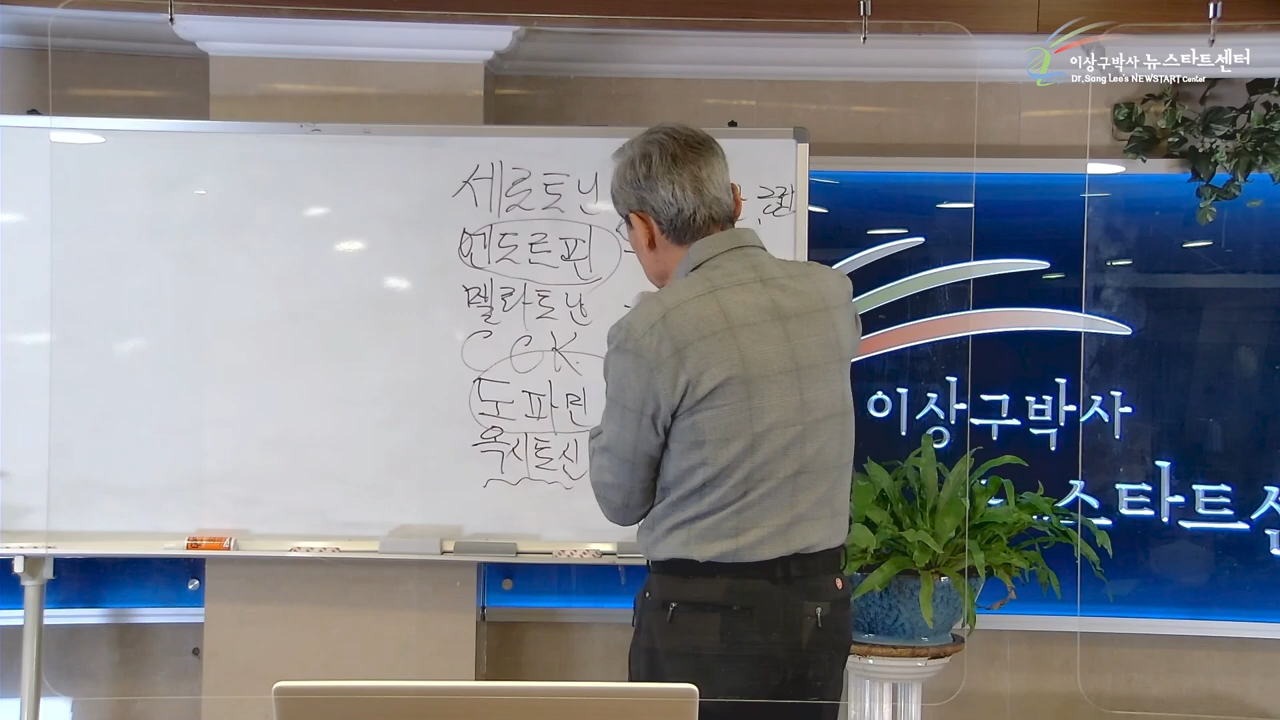 이상구박사 뉴스타트센터
Dr. Sang Lee's NEWSTART Center
세로토닌
엔도르핀
멜라토닌
C C K
도파민
옥시토신
이상구박사
스타트센